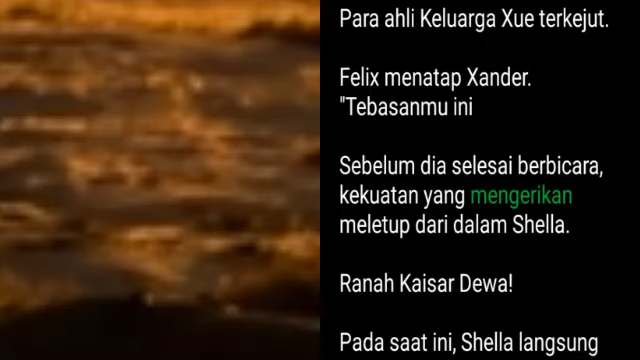 Para ahli Keluarga Xue terkejut.
Felix menatap Xander.
"Tebasanmu ini
Sebelum dia selesai berbicara,
kekuatan yang mengerikan
meletup dari dalam Shella.
Ranah Kaisar Dewa!
Pada saat ini, Shella langsung